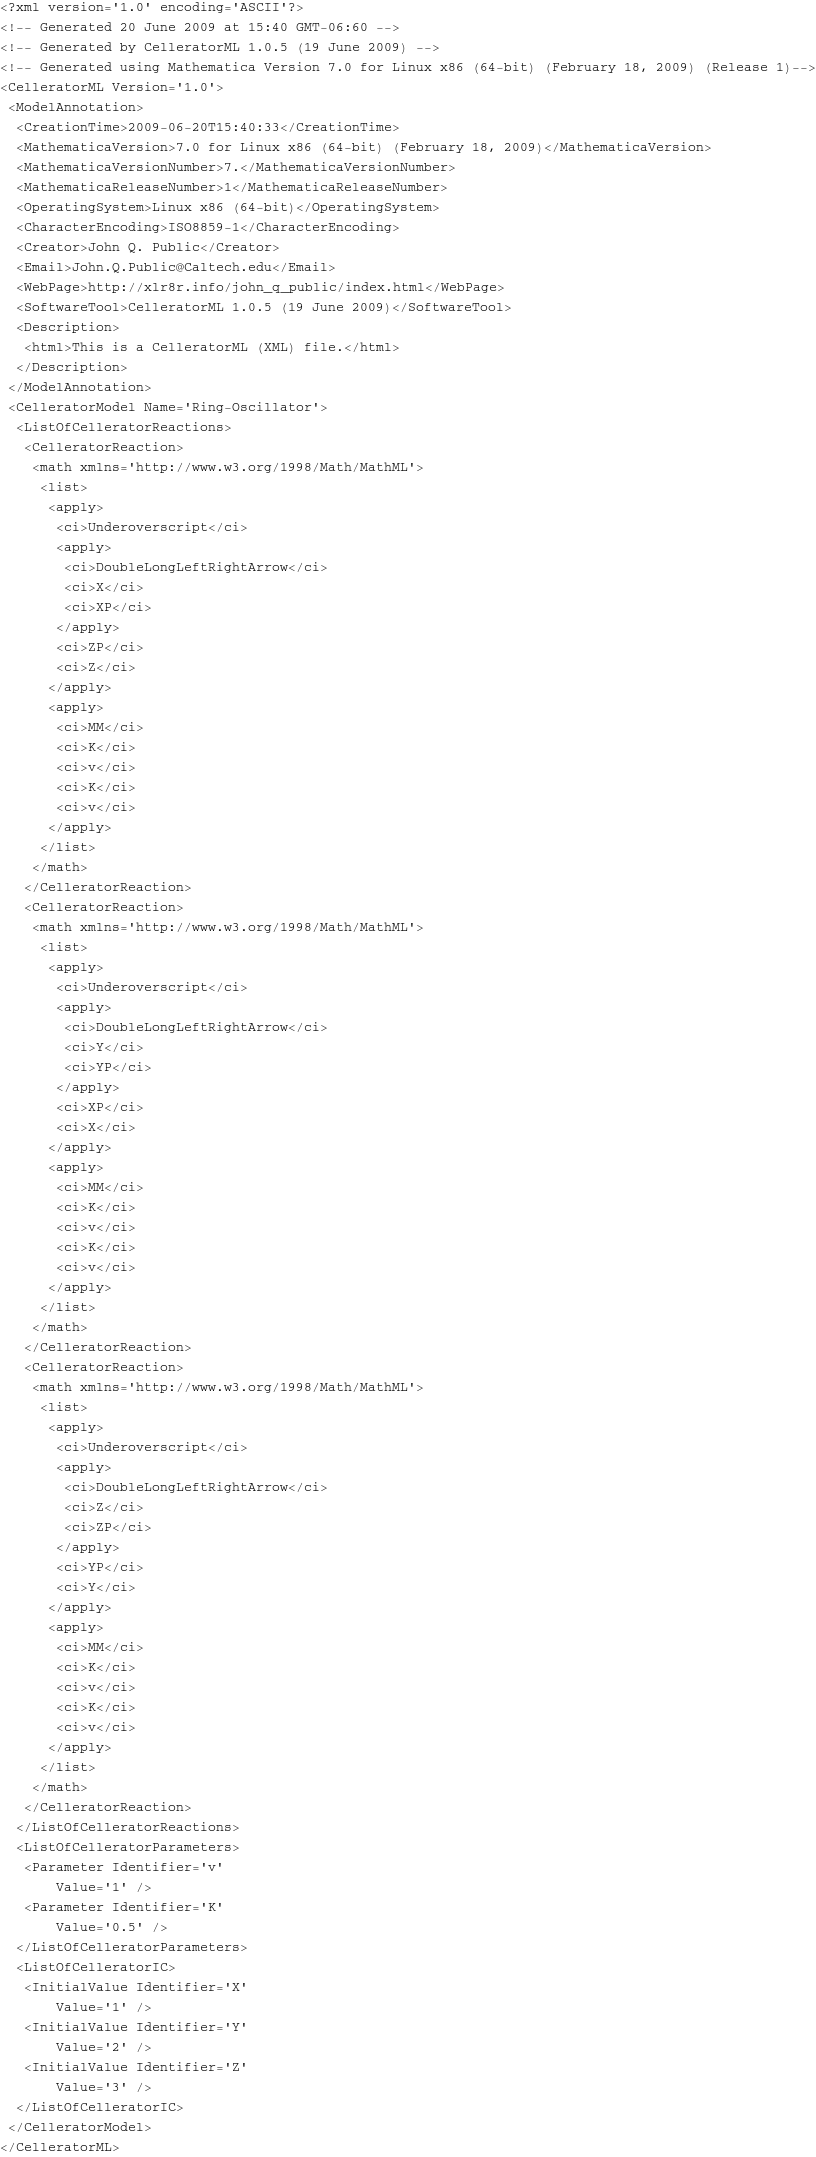 <?xml version='1.0' encoding='ASCII'?>
<!-- Generated 20 June 2009 at 15:40 GMT-06:60 -->
<!-- Generated by CelleratorML 1.0.5 (19 June 2009) -->
<!-- Generated using Mathematica Version 7.0 for Linux x86 (64-bit) (February 18, 2009) (Release 1)-->
<CelleratorML Version='1.0'>
 <ModelAnnotation>
  <CreationTime>2009-06-20T15:40:33</CreationTime>
  <MathematicaVersion>7.0 for Linux x86 (64-bit) (February 18, 2009)</MathematicaVersion>
  <MathematicaVersionNumber>7.</MathematicaVersionNumber>
  <MathematicaReleaseNumber>1</MathematicaReleaseNumber>
  <OperatingSystem>Linux x86 (64-bit)</OperatingSystem>
  <CharacterEncoding>ISO8859-1</CharacterEncoding>
  <Creator>John Q. Public</Creator>
  <Email>John.Q.Public@Caltech.edu</Email>
  <WebPage>http://xlr8r.info/john_q_public/index.html</WebPage>
  <SoftwareTool>CelleratorML 1.0.5 (19 June 2009)</SoftwareTool>
  <Description>
   <html>This is a CelleratorML (XML) file.</html>
  </Description>
 </ModelAnnotation>
 <CelleratorModel Name='Ring-Oscillator'>
  <ListOfCelleratorReactions>
   <CelleratorReaction>
    <math xmlns='http://www.w3.org/1998/Math/MathML'>
     <list>
      <apply>
       <ci>Underoverscript</ci>
       <apply>
        <ci>DoubleLongLeftRightArrow</ci>
        <ci>X</ci>
        <ci>XP</ci>
       </apply>
       <ci>ZP</ci>
       <ci>Z</ci>
      </apply>
      <apply>
       <ci>MM</ci>
       <ci>K</ci>
       <ci>v</ci>
       <ci>K</ci>
       <ci>v</ci>
      </apply>
     </list>
    </math>
   </CelleratorReaction>
   <CelleratorReaction>
    <math xmlns='http://www.w3.org/1998/Math/MathML'>
     <list>
      <apply>
       <ci>Underoverscript</ci>
       <apply>
        <ci>DoubleLongLeftRightArrow</ci>
        <ci>Y</ci>
        <ci>YP</ci>
       </apply>
       <ci>XP</ci>
       <ci>X</ci>
      </apply>
      <apply>
       <ci>MM</ci>
       <ci>K</ci>
       <ci>v</ci>
       <ci>K</ci>
       <ci>v</ci>
      </apply>
     </list>
    </math>
   </CelleratorReaction>
   <CelleratorReaction>
    <math xmlns='http://www.w3.org/1998/Math/MathML'>
     <list>
      <apply>
       <ci>Underoverscript</ci>
       <apply>
        <ci>DoubleLongLeftRightArrow</ci>
        <ci>Z</ci>
        <ci>ZP</ci>
       </apply>
       <ci>YP</ci>
       <ci>Y</ci>
      </apply>
      <apply>
       <ci>MM</ci>
       <ci>K</ci>
       <ci>v</ci>
       <ci>K</ci>
       <ci>v</ci>
      </apply>
     </list>
    </math>
   </CelleratorReaction>
  </ListOfCelleratorReactions>
  <ListOfCelleratorParameters>
   <Parameter Identifier='v'
       Value='1' />
   <Parameter Identifier='K'
       Value='0.5' />
  </ListOfCelleratorParameters>
  <ListOfCelleratorIC>
   <InitialValue Identifier='X'
       Value='1' />
   <InitialValue Identifier='Y'
       Value='2' />
   <InitialValue Identifier='Z'
       Value='3' />
  </ListOfCelleratorIC>
 </CelleratorModel>
</CelleratorML>